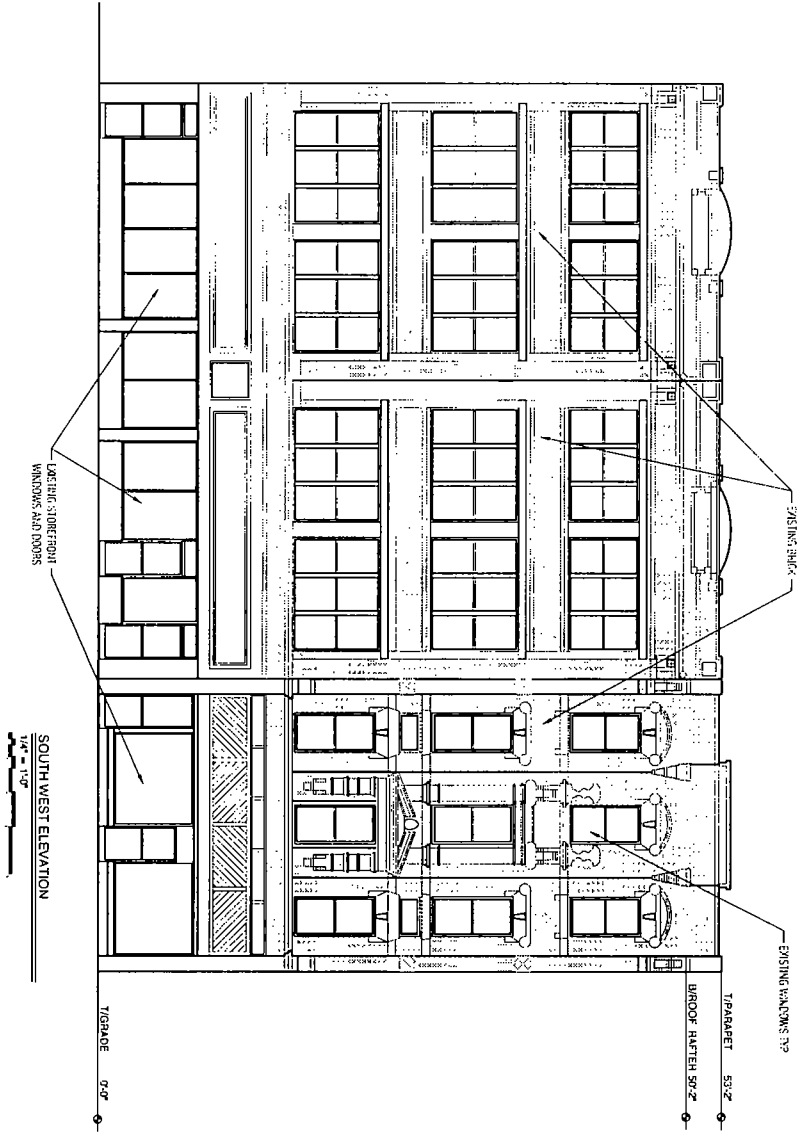 EXISTING BRICK
EXISTING WINDOWS TYP
T/PARAPET 53'-2"
B/ROOF RAFTER 50'-2"
T/GRADE 0'-0"
EXISTING STOREFRONT
WINDOWS AND DOORS
SOUTH WEST ELEVATION
1/4" = 1'-0"